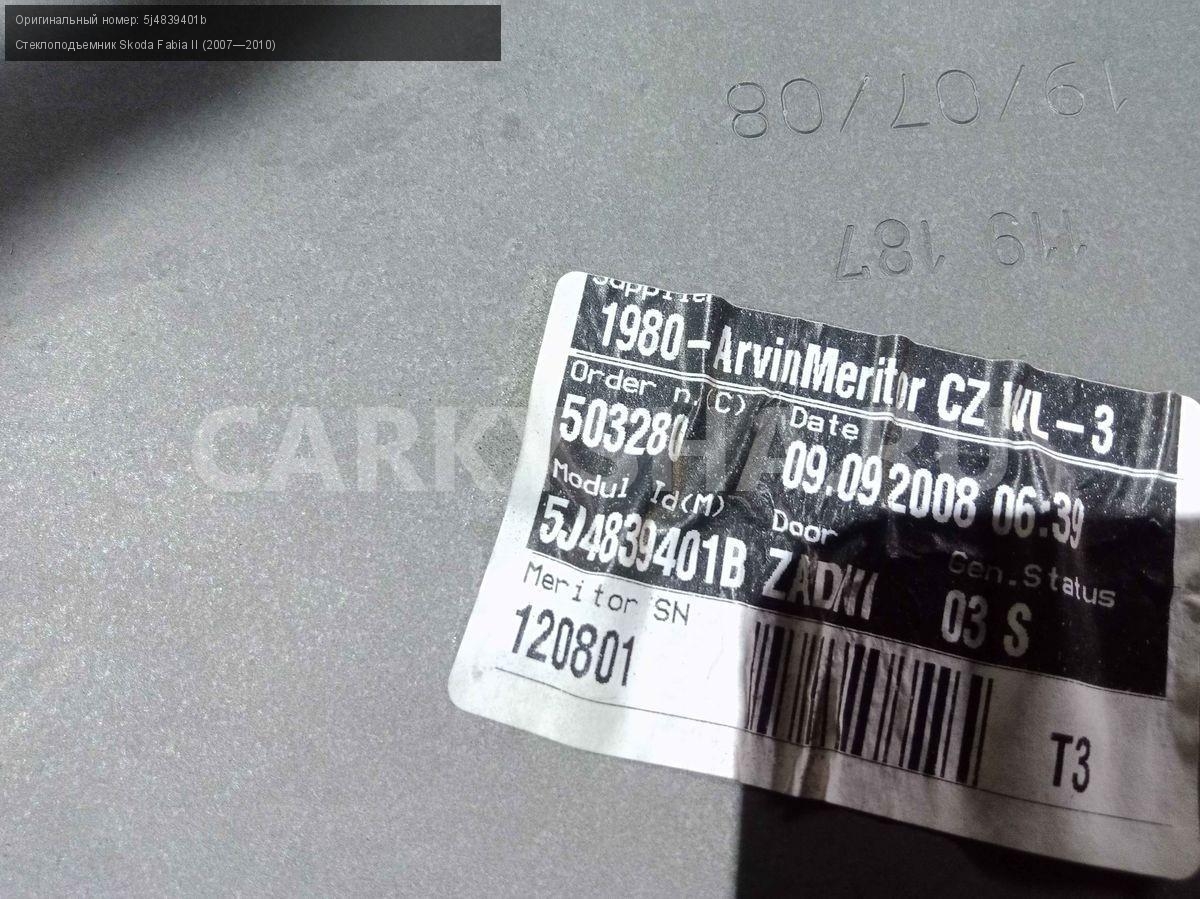 Оригинальный номер: 5j4839401b
Стеклоподъемник Skoda Fabia II (2007—2010)
19/07/08
187
CARKUSHA.RU
1980-ArvinMeritor CZ WL-3
Order n.(C)
503280
Date
09.09.2008 06:39
Modul Id(M)
5J4839401B
Door
ZADNI
Gen.Status
03 S
Meritor SN
120801
T3